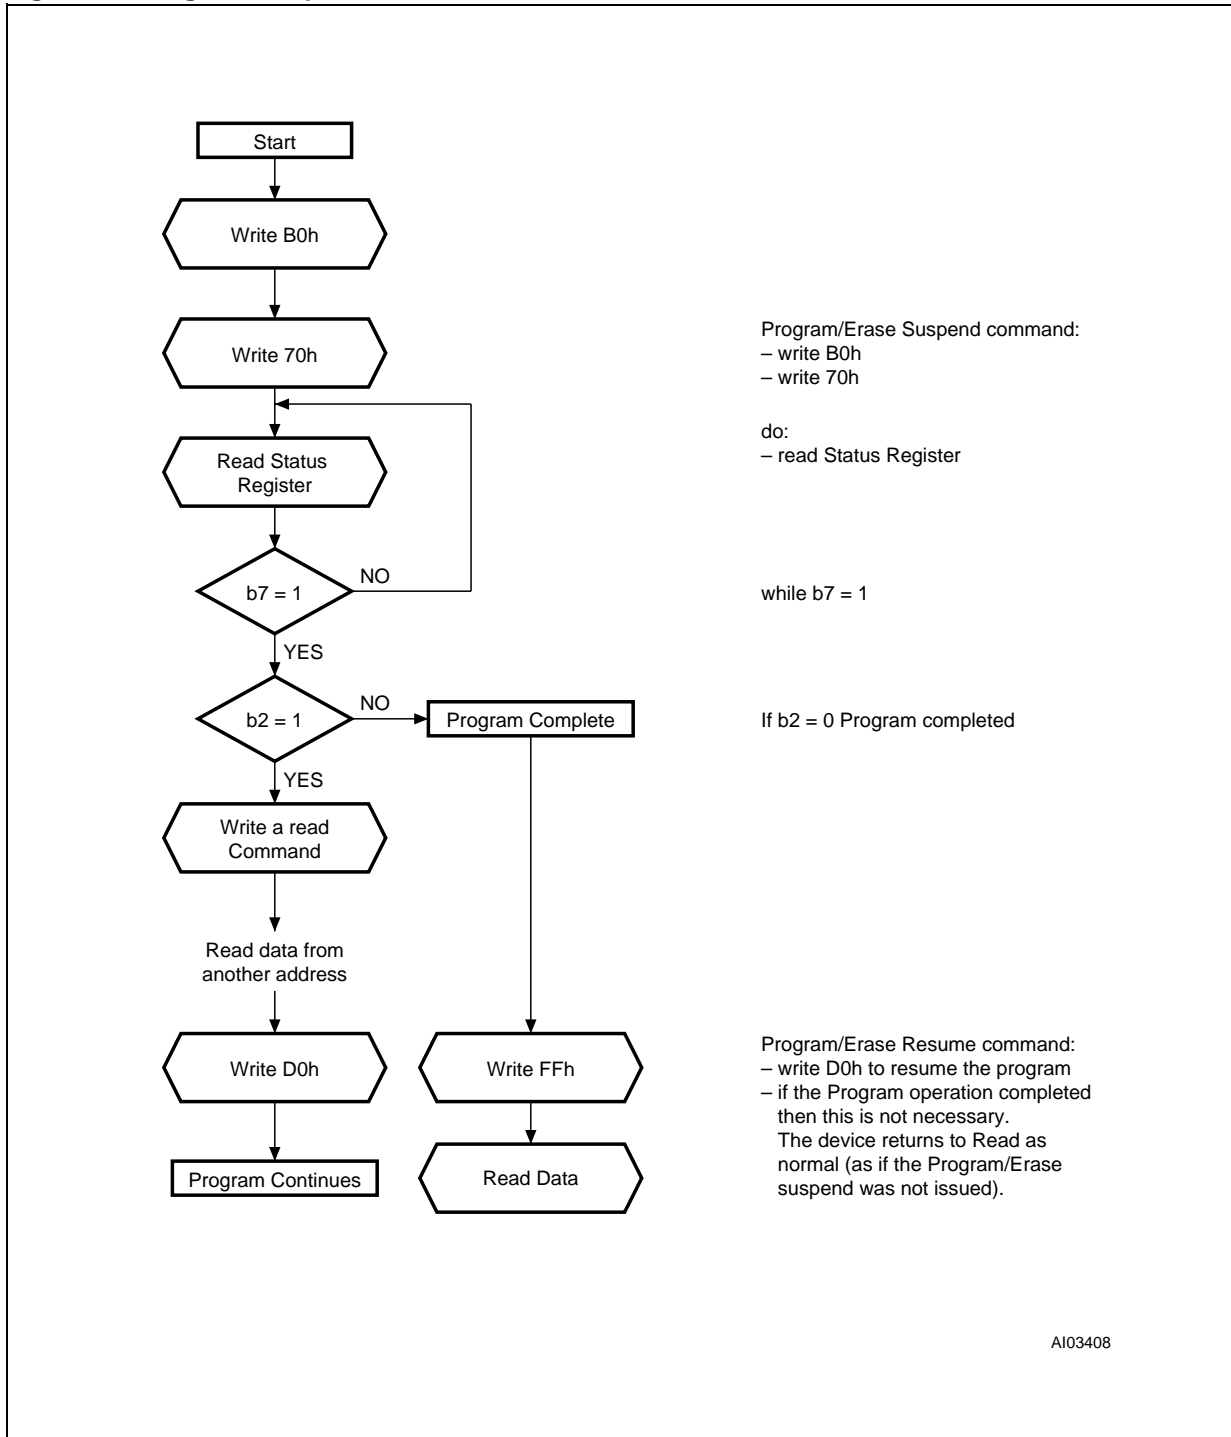 Start
Write B0h
Write 70h
Program/Erase Suspend command:
– write B0h
– write 70h
do:
– read Status Register
Read Status
Register
b7 = 1
NO
while b7 = 1
YES
b2 = 1
NO
Program Complete
If b2 = 0 Program completed
YES
Write a read
Command
Read data from
another address
Write D0h
Write FFh
Program/Erase Resume command:
– write D0h to resume the program
– if the Program operation completed
then this is not necessary.
The device returns to Read as
normal (as if the Program/Erase
suspend was not issued).
Program Continues
Read Data
AI03408